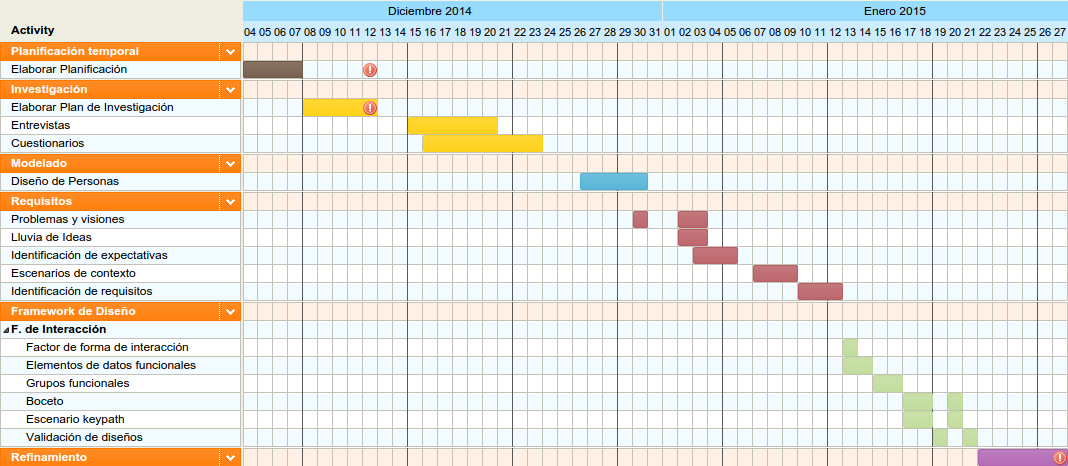 Diciembre 2014 Enero 2015
Activity 04 05 06 07 08 09 10 11 12 13 14 15 16 17 18 19 20 21 22 23 24 25 26 27 28 29 30 31 01 02 03 04 05 06 07 08 09 10 11 12 13 14 15 16 17 18 19 20 21 22 23 24 25 26 27
Planificación temporal
Elaborar Planificación
Investigación
Elaborar Plan de Investigación
Entrevistas
Cuestionarios
Modelado
Diseño de Personas
Requisitos
Problemas y visiones
Lluvia de Ideas
Identificación de expectativas
Escenarios de contexto
Identificación de requisitos
Framework de Diseño
F. de Interacción
Factor de forma de interacción
Elementos de datos funcionales
Grupos funcionales
Boceto
Escenario keypath
Validación de diseños
Refinamiento